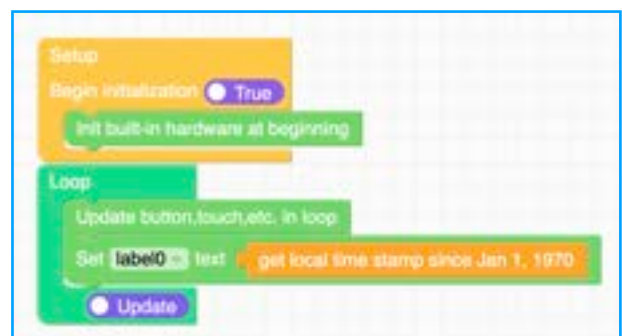 Setup
Begin initialization True
Init built-in hardware at beginning
Loop
Update button,touch,etc. in loop
Set label0 text get local time stamp since Jan 1, 1970
Update